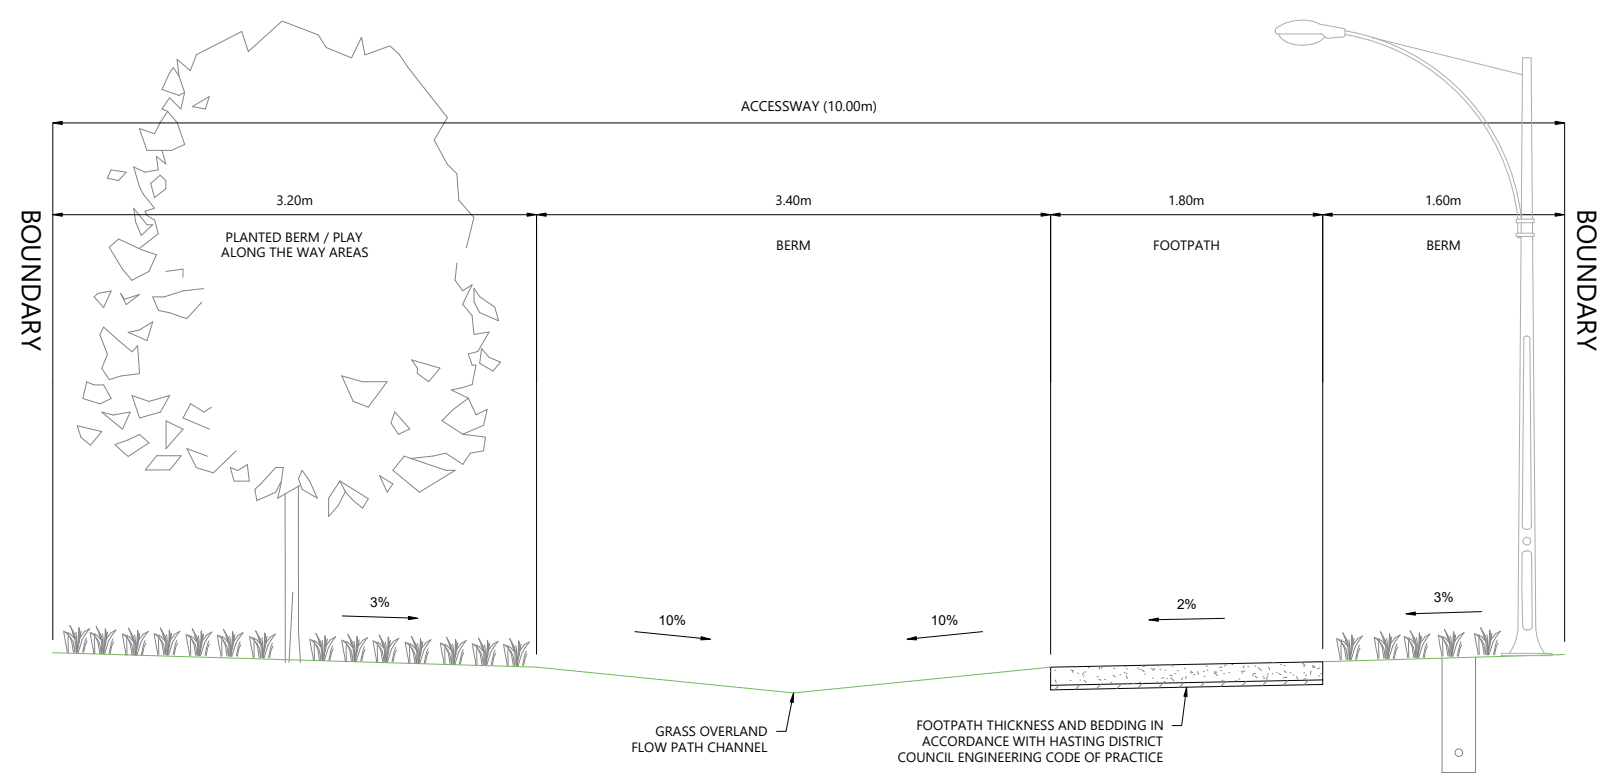 ACCESSWAY (10.00m)
BOUNDARY
3.20m
3.40m
1.80m
1.60m
BOUNDARY
PLANTED BERM / PLAY
ALONG THE WAY AREAS
BERM
FOOTPATH
BERM
3%
10%
10%
2%
3%
GRASS OVERLAND
FLOW PATH CHANNEL
FOOTPATH THICKNESS AND BEDDING IN
ACCORDANCE WITH HASTING DISTRICT
COUNCIL ENGINEERING CODE OF PRACTICE